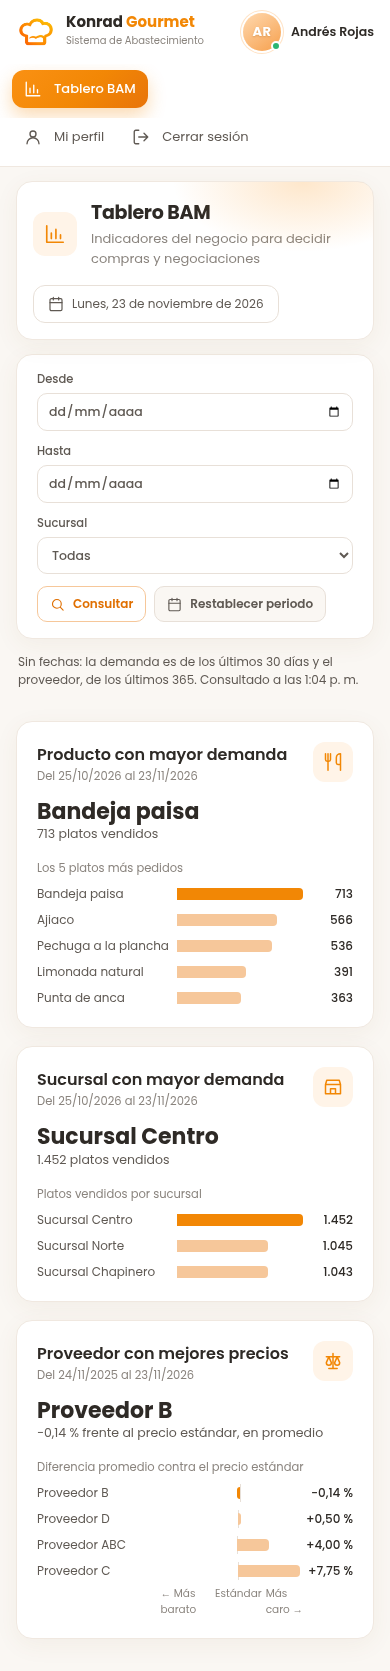 Konrad Gourmet
Sistema de Abastecimiento
AR
Andrés Rojas
Tablero BAM
Mi perfil
Cerrar sesión
Tablero BAM
Indicadores del negocio para decidir
compras y negociaciones
Lunes, 23 de noviembre de 2026
Desde
dd/mm/aaaa
Hasta
dd/mm/aaaa
Sucursal
Todas
Consultar
Restablecer periodo
Sin fechas: la demanda es de los últimos 30 días y el
proveedor, de los últimos 365. Consultado a las 1:04 p. m.
Producto con mayor demanda
Del 25/10/2026 al 23/11/2026
Bandeja paisa
713 platos vendidos
Los 5 platos más pedidos
Bandeja paisa 713
Ajiaco 566
Pechuga a la plancha 536
Limonada natural 391
Punta de anca 363
Sucursal con mayor demanda
Del 25/10/2026 al 23/11/2026
Sucursal Centro
1.452 platos vendidos
Platos vendidos por sucursal
Sucursal Centro 1.452
Sucursal Norte 1.045
Sucursal Chapinero 1.043
Proveedor con mejores precios
Del 24/11/2025 al 23/11/2026
Proveedor B
-0,14 % frente al precio estándar, en promedio
Diferencia promedio contra el precio estándar
Proveedor B -0,14 %
Proveedor D +0,50 %
Proveedor ABC +4,00 %
Proveedor C +7,75 %
← Más barato
Estándar
Más caro →